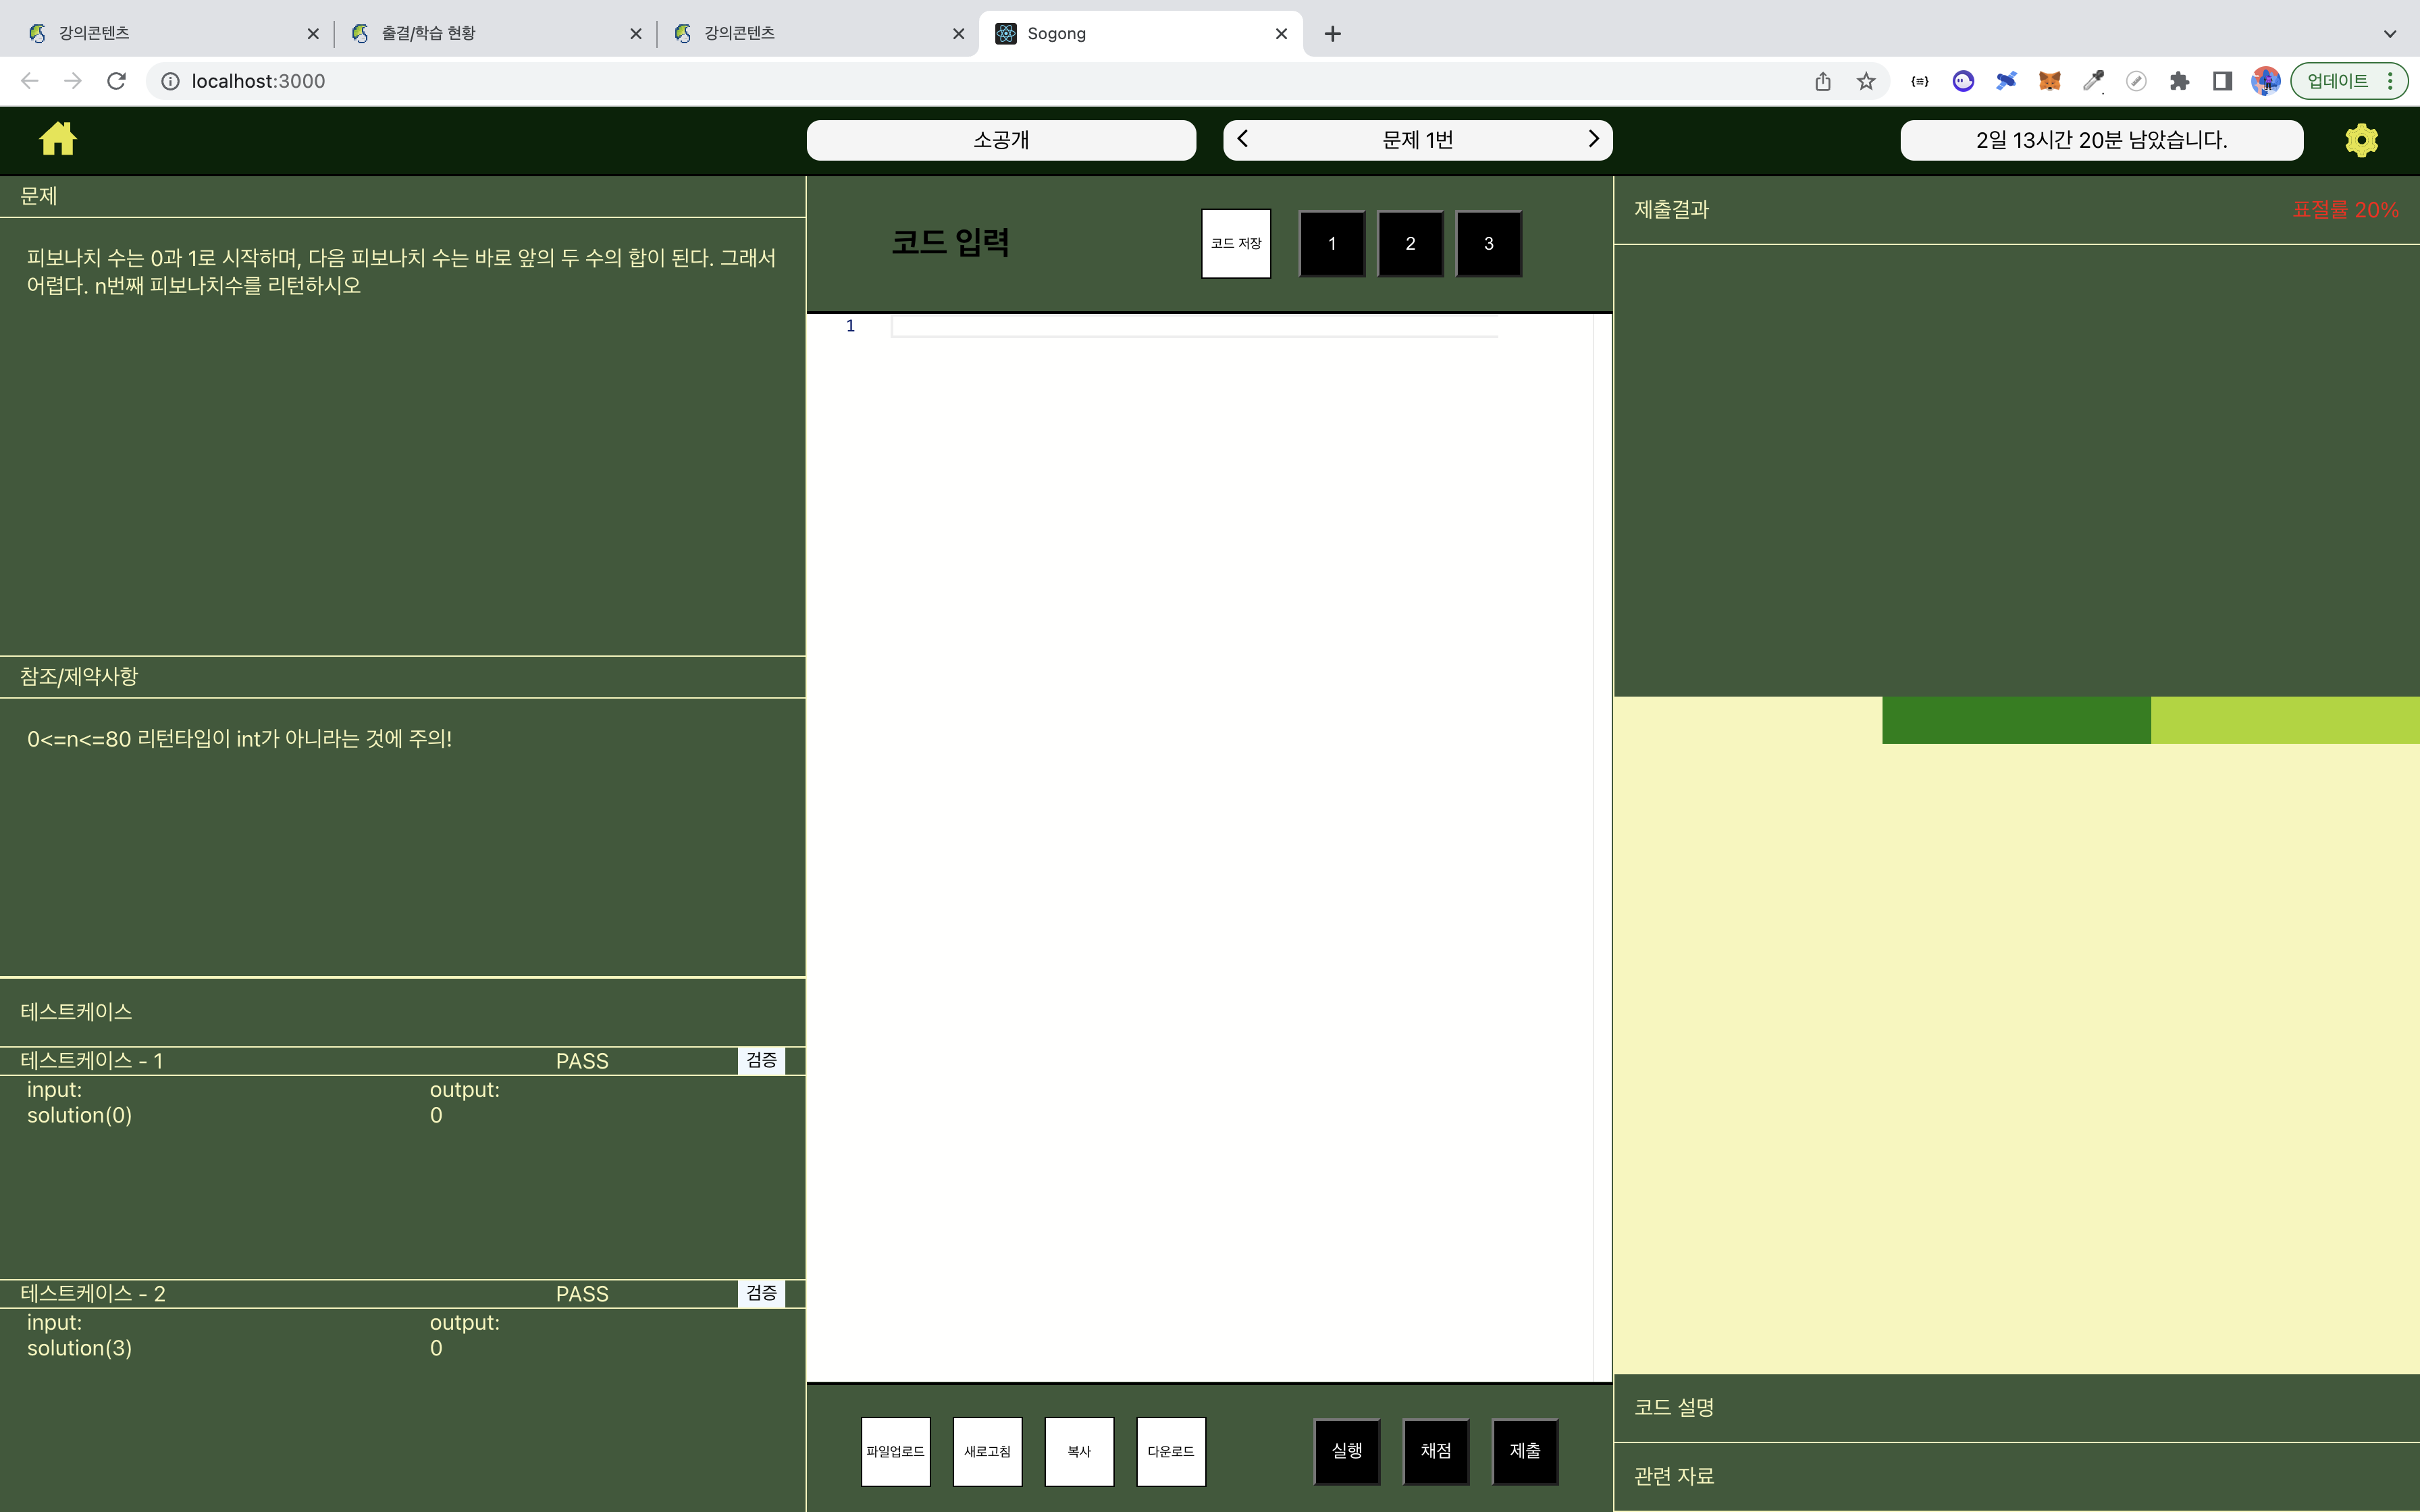 강의콘텐츠
출결/학습 현황
강의콘텐츠
Sogong
localhost:3000
업데이트
소공개
문제 1번
2일 13시간 20분 남았습니다.
문제
피보나치 수는 0과 1로 시작하며, 다음 피보나치 수는 바로 앞의 두 수의 합이 된다. 그래서
어렵다. n번째 피보나치수를 리턴하시오
참조/제약사항
0<=n<=80 리턴타입이 int가 아니라는 것에 주의!
테스트케이스
테스트케이스 - 1 PASS 검증
input: output:
solution(0) 0
테스트케이스 - 2 PASS 검증
input: output:
solution(3) 0
코드 입력
코드 저장
1 2 3
1
파일업로드 새로고침 복사 다운로드
실행 채점 제출
제출결과 표절률 20%
코드 설명
관련 자료